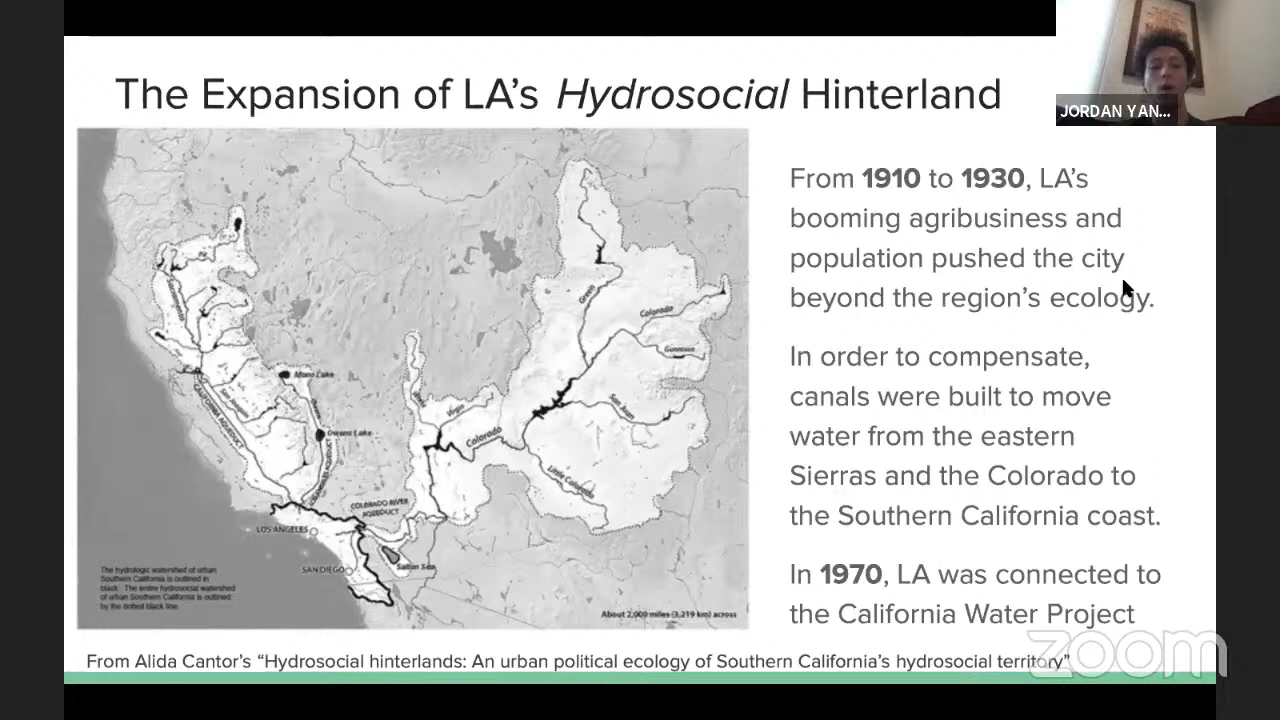 The Expansion of LA's Hydrosocial Hinterland
JORDAN YAN...
From 1910 to 1930, LA's
booming agribusiness and
population pushed the city
beyond the region's ecology.
In order to compensate,
canals were built to move
water from the eastern
Sierras and the Colorado to
the Southern California coast.
In 1970, LA was connected to
the California Water Project
Green
Colorado
Gunnison
Mono Lake
San Juan
Virgin
Owens Lake
Colorado
CALIFORNIA AQUEDUCT
Little Colorado
COLORADO RIVER
AQUEDUCT
LOS ANGELES
Salton Sea
SAN DIEGO
The hydrologic watershed of urban
Southern California is outlined in
black. The entire hydrosocial watershed
of urban Southern California is outlined
by the dotted black line.
About 2,000 miles (3,219 km) across
From Alida Cantor's “Hydrosocial hinterlands: An urban political ecology of Southern California's hydrosocial territory”
zoom